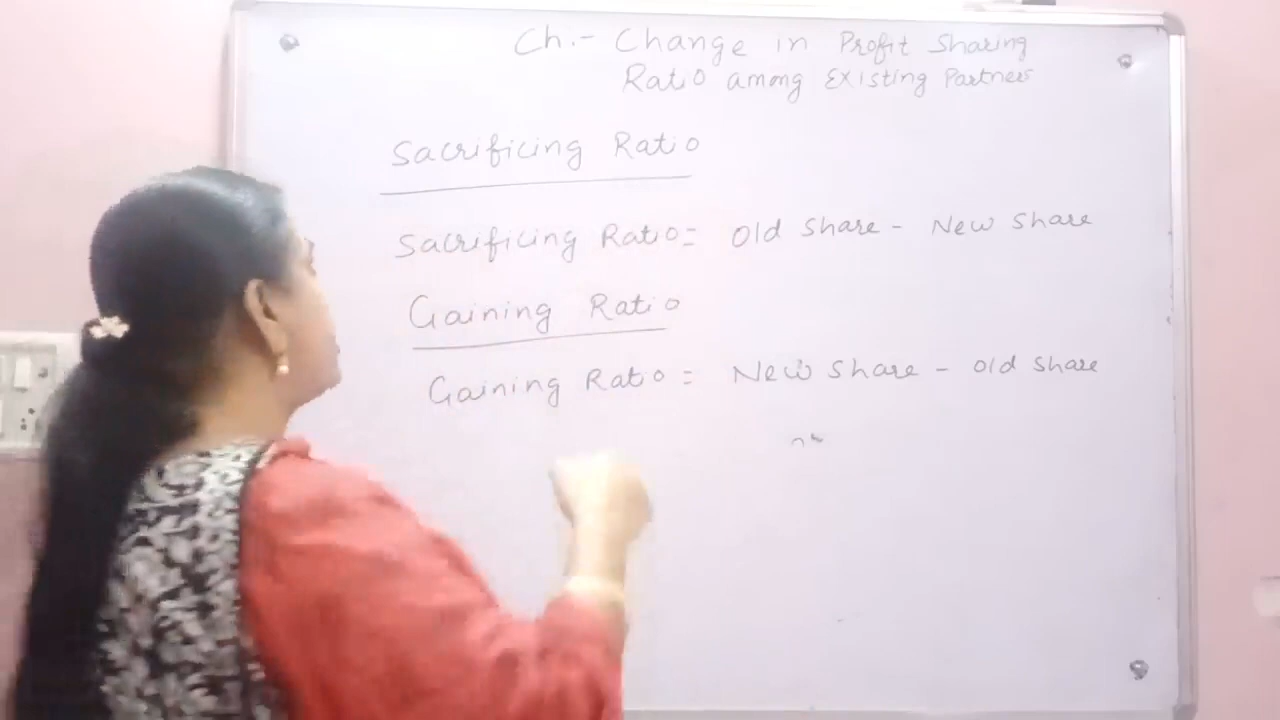 Ch.- Change in Profit Sharing
Ratio among Existing Partners
Sacrificing Ratio
Sacrificing Ratio = Old Share - New Share
Gaining Ratio
Gaining Ratio = New Share - Old Share